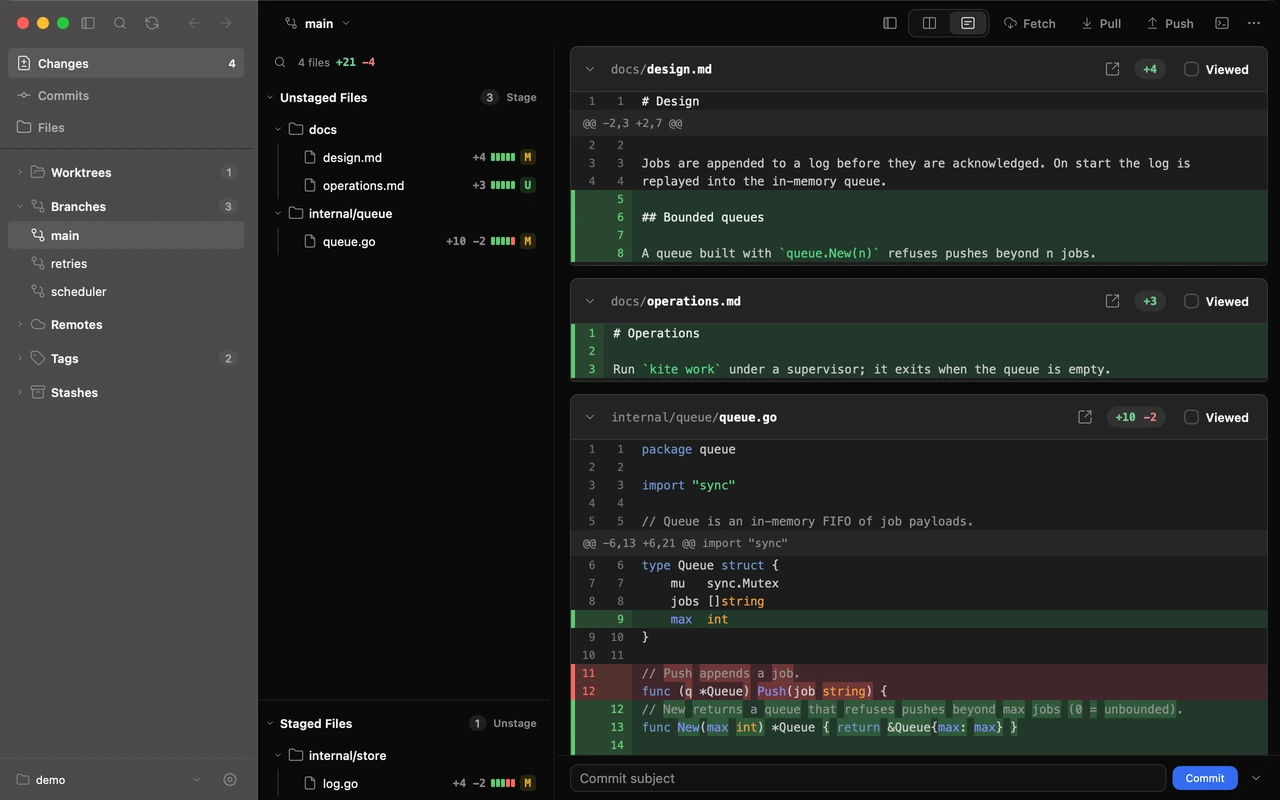 main
Fetch
Pull
Push
Changes 4
Commits
Files
Worktrees 1
Branches 3
main
retries
scheduler
Remotes
Tags 2
Stashes
demo
4 files +21 −4
Unstaged Files 3 Stage
docs
design.md +4 M
operations.md +3 U
internal/queue
queue.go +10 −2 M
Staged Files 1 Unstage
internal/store
log.go +4 −2 M
docs/design.md +4 Viewed
1 1 # Design
@@ −2,3 +2,7 @@
2 2
3 3 Jobs are appended to a log before they are acknowledged. On start the log is
4 4 replayed into the in-memory queue.
5
6 ## Bounded queues
7
8 A queue built with `queue.New(n)` refuses pushes beyond n jobs.
docs/operations.md +3 Viewed
1 # Operations
2
3 Run `kite work` under a supervisor; it exits when the queue is empty.
internal/queue/queue.go +10 −2 Viewed
1 1 package queue
2 2
3 3 import "sync"
4 4
5 5 // Queue is an in-memory FIFO of job payloads.
@@ −6,13 +6,21 @@ import "sync"
6 6 type Queue struct {
7 7 mu sync.Mutex
8 8 jobs []string
9 max int
9 10 }
10 11
11 // Push appends a job.
12 func (q *Queue) Push(job string) {
12 // New returns a queue that refuses pushes beyond max jobs (0 = unbounded).
13 func New(max int) *Queue { return &Queue{max: max} }
14
Commit subject
Commit